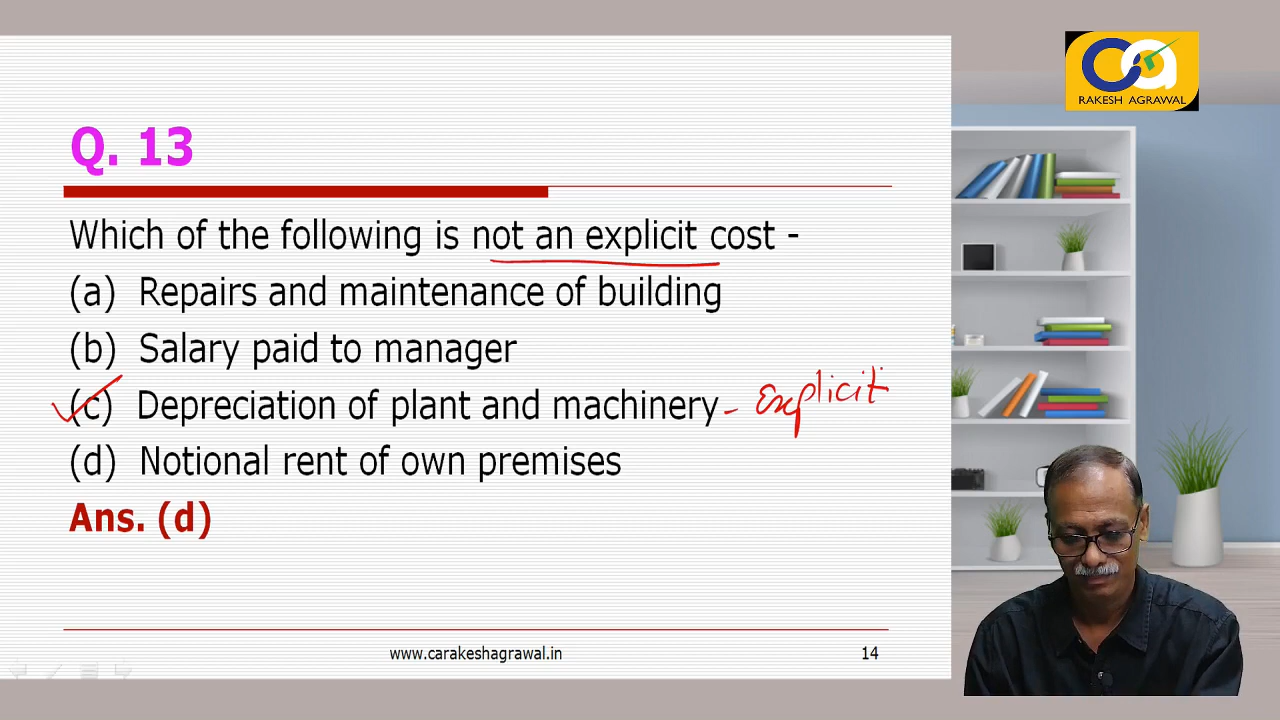 RAKESH AGRAWAL
Q. 13
Which of the following is not an explicit cost -
(a) Repairs and maintenance of building
(b) Salary paid to manager
(c) Depreciation of plant and machinery - Explicit
(d) Notional rent of own premises
Ans. (d)
www.carakeshagrawal.in 14